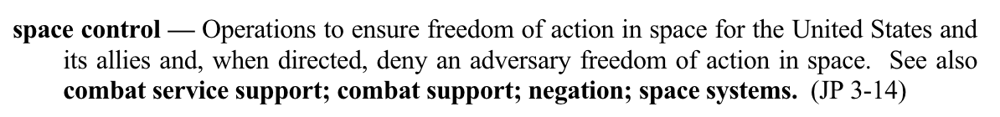 space control — Operations to ensure freedom of action in space for the United States and
its allies and, when directed, deny an adversary freedom of action in space.  See also
combat service support; combat support; negation; space systems.  (JP 3-14)